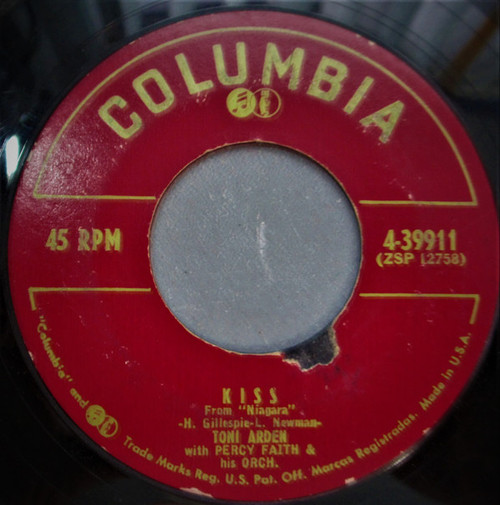 COLUMBIA
45 RPM
4-39911
(ZSP 12758)
KISS
From "Niagara"
-H. Gillespie-L. Newman-
TONI ARDEN
with PERCY FAITH &
his ORCH.
"Columbia" and Trade Marks Reg. U.S. Pat. Off. Marcas Registradas. Made in U.S.A.